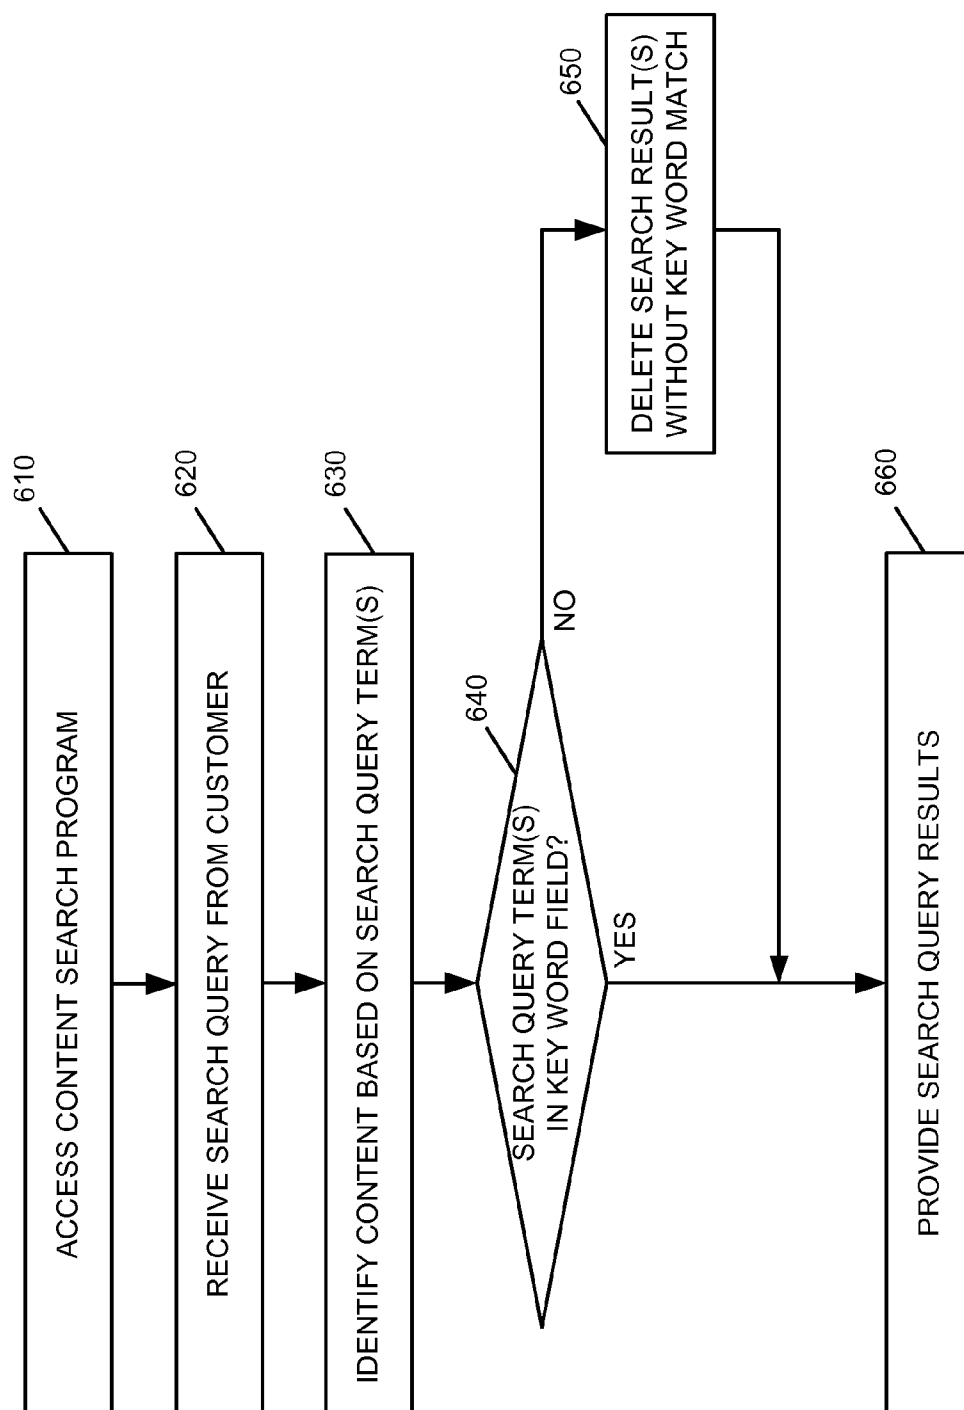 610
ACCESS CONTENT SEARCH PROGRAM
620
RECEIVE SEARCH QUERY FROM CUSTOMER
630
IDENTIFY CONTENT BASED ON SEARCH QUERY TERM(S)
640
SEARCH QUERY TERM(S)
IN KEY WORD FIELD?
NO
YES
650
DELETE SEARCH RESULT(S)
WITHOUT KEY WORD MATCH
660
PROVIDE SEARCH QUERY RESULTS